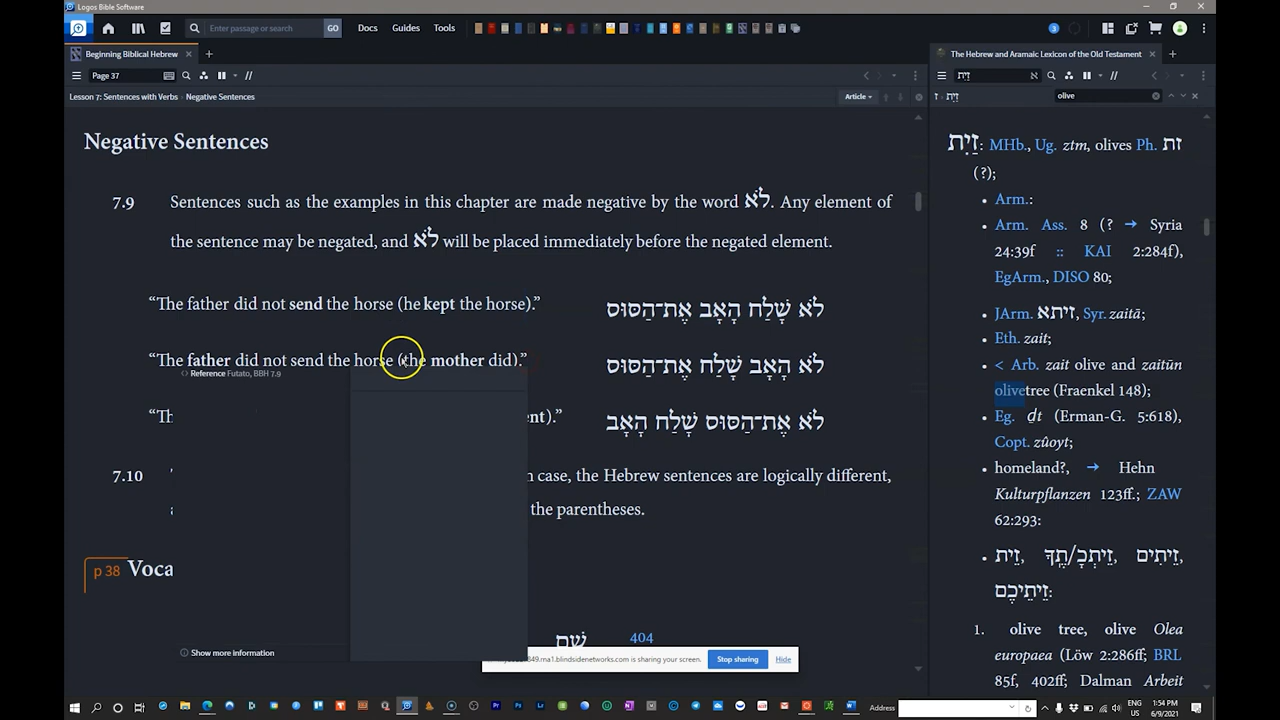 Logos Bible Software
Enter passage or search
GO
Docs
Guides
Tools
3
Beginning Biblical Hebrew
Page 37
Lesson 7: Sentences with Verbs › Negative Sentences
Article
Negative Sentences
7.9 Sentences such as the examples in this chapter are made negative by the word לֹא. Any element of
the sentence may be negated, and לֹא will be placed immediately before the negated element.
“The father did not send the horse (he kept the horse).” לֹא שָׁלַח הָאָב אֶת־הַסּוּס
“The father did not send the horse (the mother did).” לֹא הָאָב שָׁלַח אֶת־הַסּוּס
Reference Futato, BBH 7.9
“Th ent).” לֹא אֶת־הַסּוּס שָׁלַח הָאָב
7.10 n case, the Hebrew sentences are logically different,
the parentheses.
p 38 Voca
שֵׁם 404
Show more information
849.rna1.blindsidenetworks.com is sharing your screen.
Stop sharing
Hide
The Hebrew and Aramaic Lexicon of the Old Testament
זַיִת
ז › זַיִת
olive
זַיִת: MHb., Ug. ztm, olives Ph. זת
(?);
Arm.:
Arm. Ass. 8 (? → Syria
24:39f :: KAI 2:284f),
EgArm., DISO 80;
JArm. זיתא, Syr. zaitā;
Eth. zait;
< Arb. zait olive and zaitūn
olivetree (Fraenkel 148);
Eg. ḏt (Erman-G. 5:618),
Copt. zûoyt;
homeland?, → Hehn
Kulturpflanzen 123ff.; ZAW
62:293:
זֵית, זֵיתְךָ/תֶךָ, זֵיתִים,
זֵיתֵיכֶם:
1. olive tree, olive Olea
europaea (Löw 2:286ff; BRL
85f, 402ff; Dalman Arbeit
Address
ENG
US
1:54 PM
6/9/2021